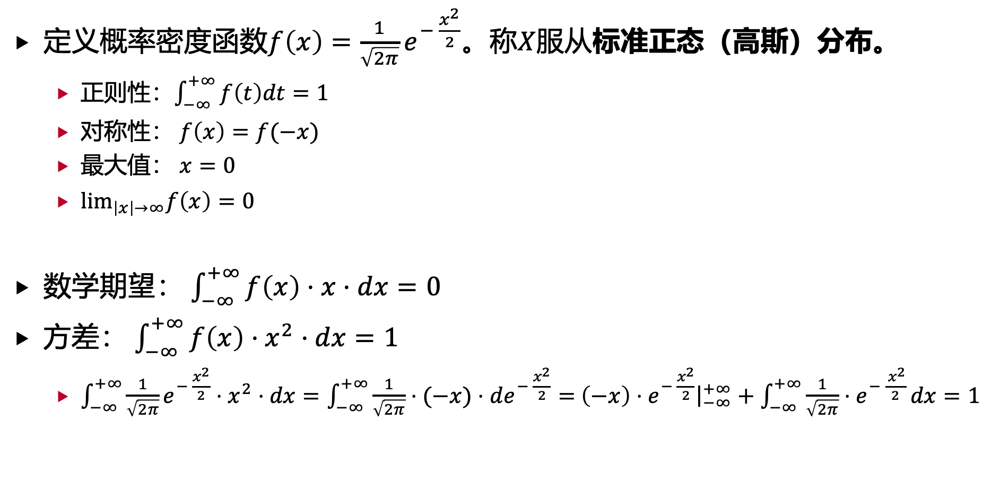 ▸ 定义概率密度函数$f(x) = \frac{1}{\sqrt{2\pi}} e^{-\frac{x^2}{2}}$。称$X$服从标准正态（高斯）分布。
▸ 正则性：$\int_{-\infty}^{+\infty} f(t)dt = 1$
▸ 对称性： $f(x) = f(-x)$
▸ 最大值： $x = 0$
▸ $\lim_{|x|\to\infty} f(x) = 0$
▸ 数学期望： $\int_{-\infty}^{+\infty} f(x) \cdot x \cdot dx = 0$
▸ 方差： $\int_{-\infty}^{+\infty} f(x) \cdot x^2 \cdot dx = 1$
▸ $\int_{-\infty}^{+\infty} \frac{1}{\sqrt{2\pi}} e^{-\frac{x^2}{2}} \cdot x^2 \cdot dx = \int_{-\infty}^{+\infty} \frac{1}{\sqrt{2\pi}} \cdot (-x) \cdot de^{-\frac{x^2}{2}} = (-x) \cdot e^{-\frac{x^2}{2}} |_{-\infty}^{+\infty} + \int_{-\infty}^{+\infty} \frac{1}{\sqrt{2\pi}} \cdot e^{-\frac{x^2}{2}} dx = 1$